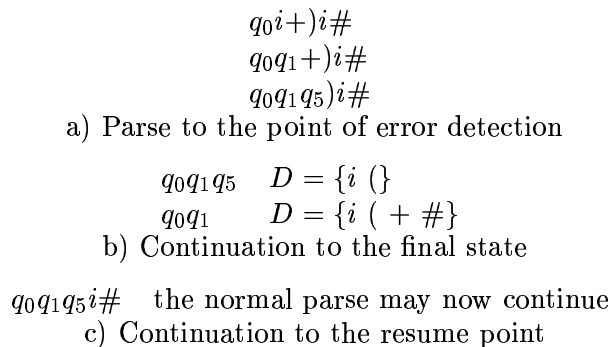 q₀i+)i#
q₀q₁+)i#
q₀q₁q₅)i#
a) Parse to the point of error detection
q₀q₁q₅ D = {i (}
q₀q₁ D = {i ( + #}
b) Continuation to the final state
q₀q₁q₅i# the normal parse may now continue
c) Continuation to the resume point